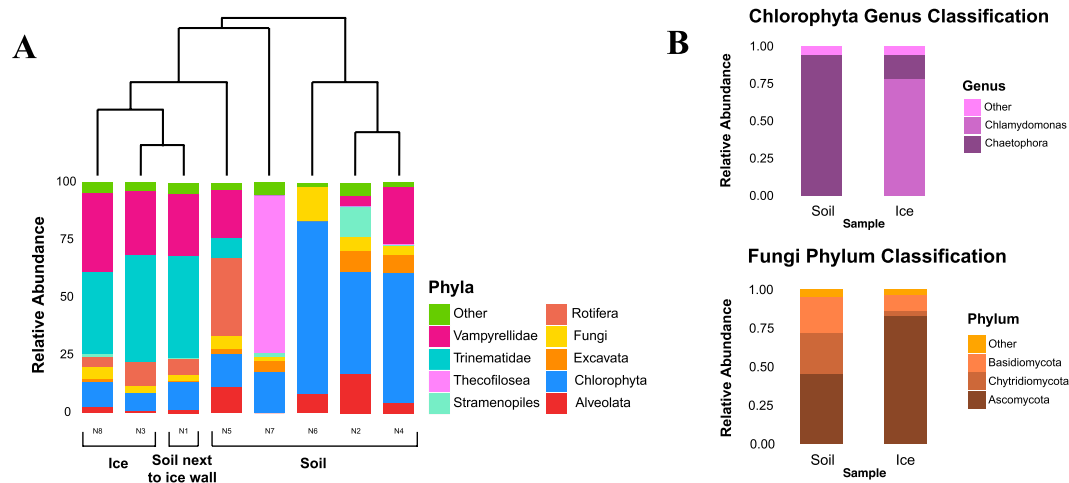 A
100
75
50
25
0
Relative Abundance
N8
N3
N1
N5
N7
N6
N2
N4
Ice
Soil next
to ice wall
Soil
Phyla
Other
Vampyrellidae
Trinematidae
Thecofilosea
Stramenopiles
Rotifera
Fungi
Excavata
Chlorophyta
Alveolata
B
Chlorophyta Genus Classification
1.00
0.75
0.50
0.25
0.00
Relative Abundance
Soil
Ice
Sample
Genus
Other
Chlamydomonas
Chaetophora
Fungi Phylum Classification
1.00
0.75
0.50
0.25
0.00
Relative Abundance
Soil
Ice
Sample
Phylum
Other
Basidiomycota
Chytridiomycota
Ascomycota